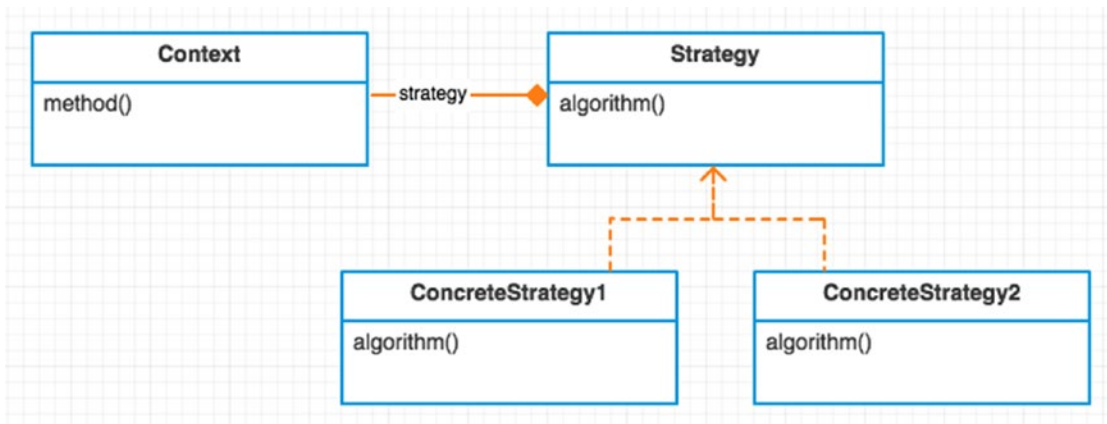 Context
method()
strategy
Strategy
algorithm()
ConcreteStrategy1
algorithm()
ConcreteStrategy2
algorithm()